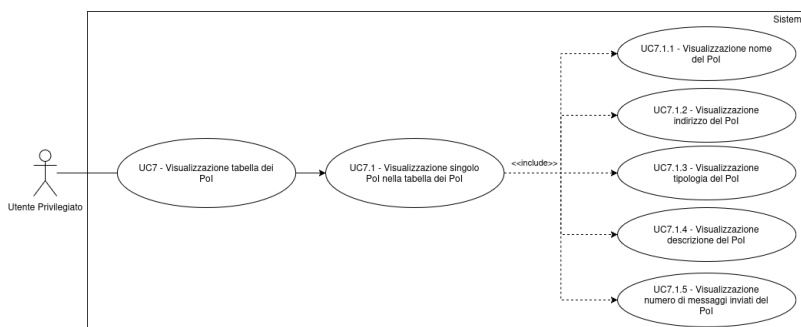 Sistema
UC7.1.1 - Visualizzazione nome
del PoI
UC7.1.2 - Visualizzazione
indirizzo del PoI
UC7 - Visualizzazione tabella dei
PoI
UC7.1 - Visualizzazione singolo
PoI nella tabella dei PoI
<<include>>
UC7.1.3 - Visualizzazione
tipologia del PoI
Utente Privilegiato
UC7.1.4 - Visualizzazione
descrizione del PoI
UC7.1.5 - Visualizzazione
numero di messaggi inviati del
PoI